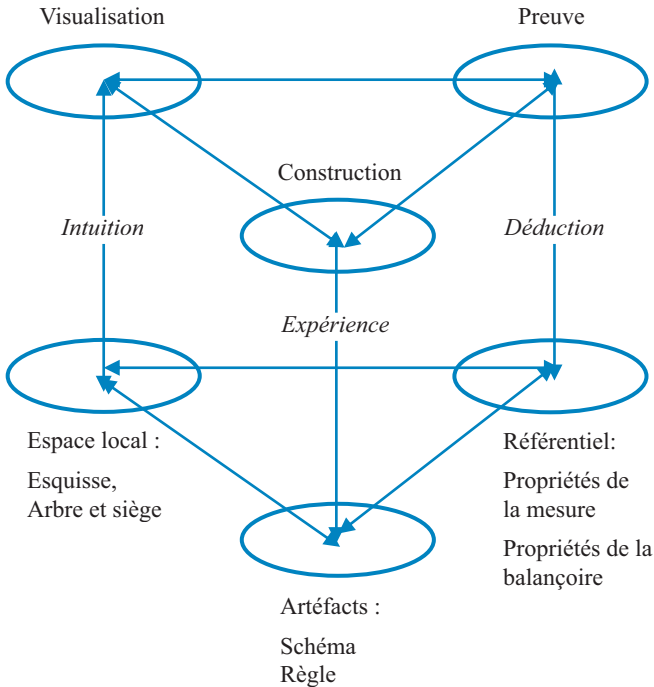 Visualisation
Preuve
Construction
Intuition
Déduction
Expérience
Espace local :
Esquisse,
Arbre et siège
Référentiel:
Propriétés de
la mesure
Propriétés de la
balançoire
Artéfacts :
Schéma
Règle